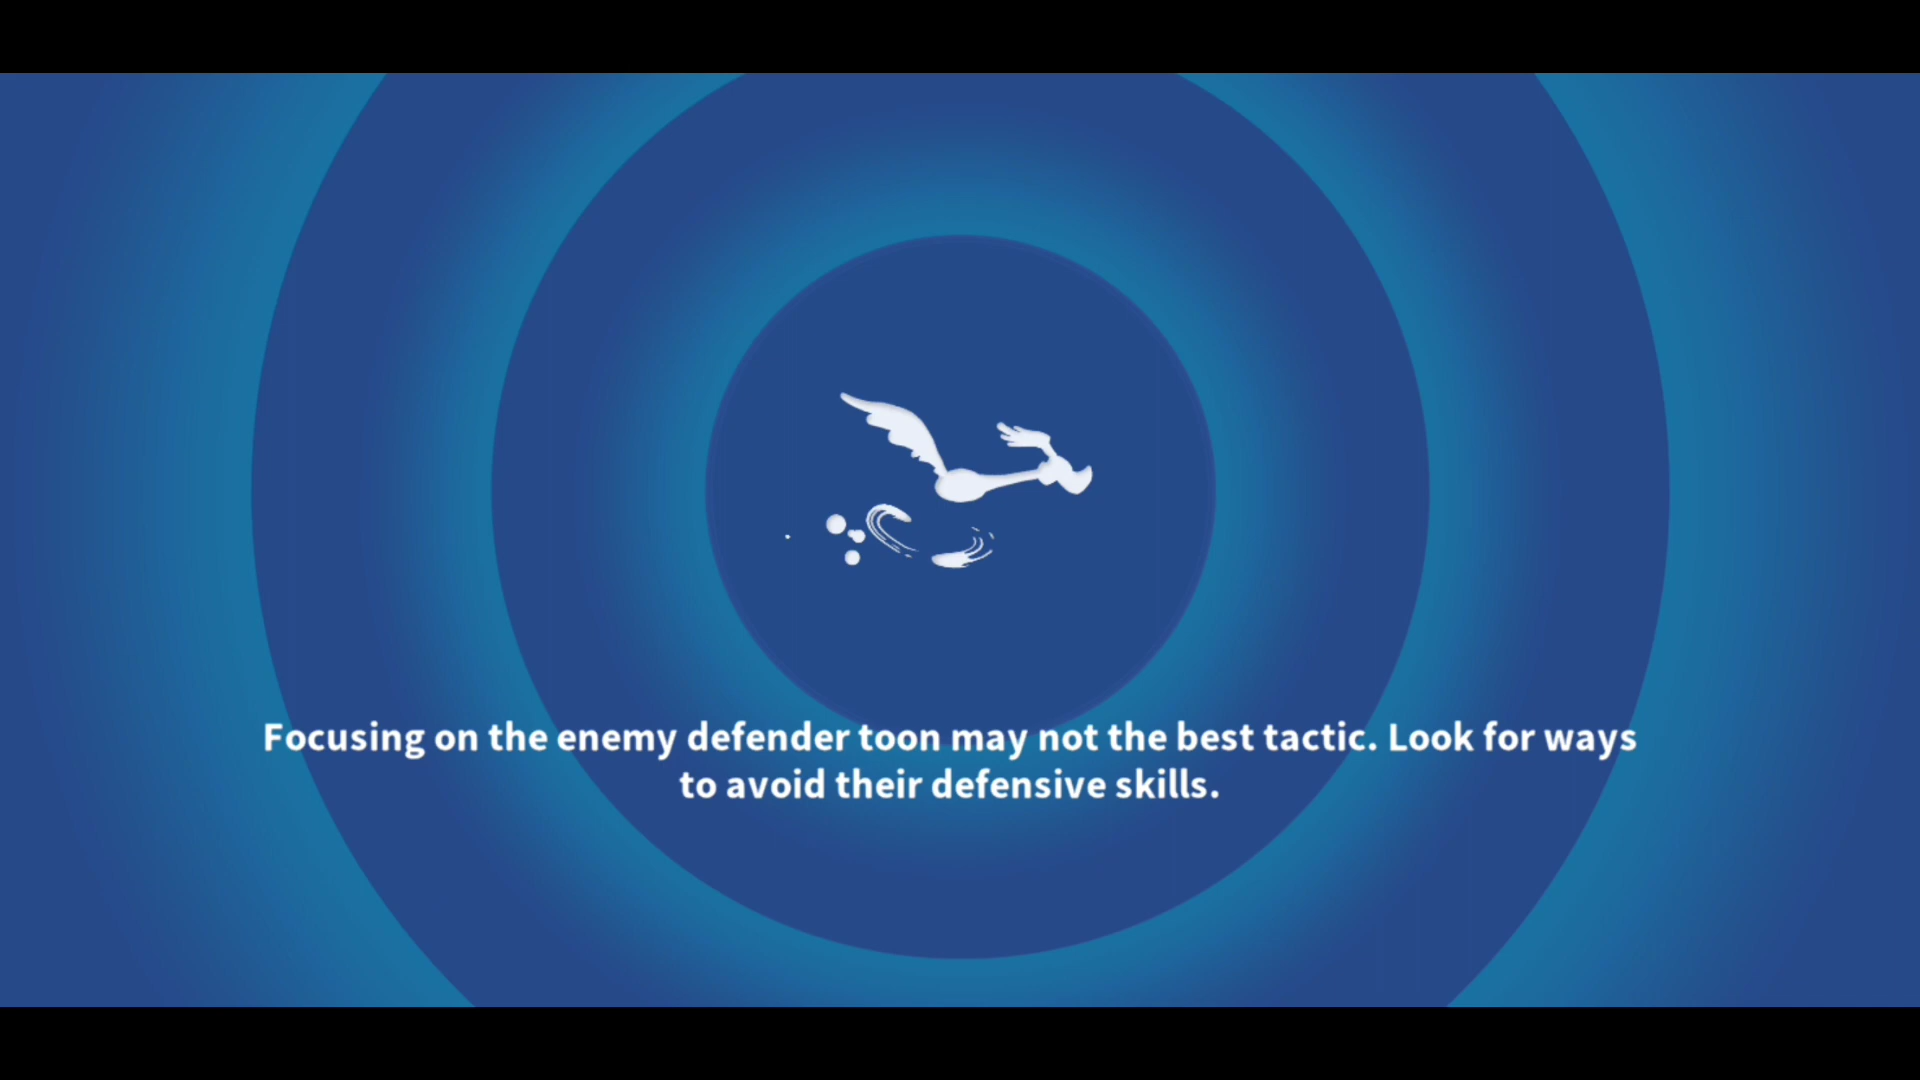 Focusing on the enemy defender toon may not the best tactic. Look for ways
to avoid their defensive skills.